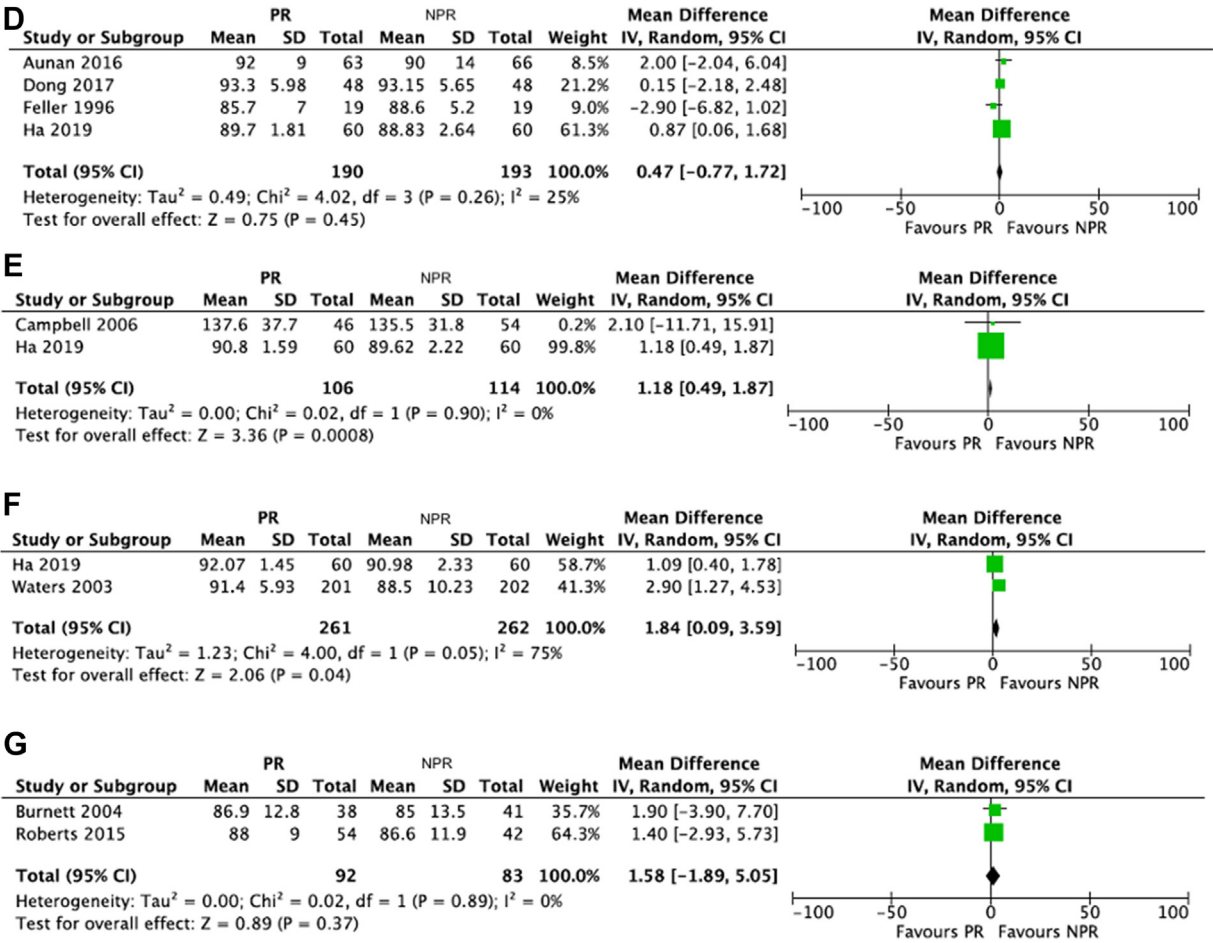 D
PR NPR Mean Difference Mean Difference
Study or Subgroup Mean SD Total Mean SD Total Weight IV, Random, 95% CI IV, Random, 95% CI
Aunan 2016 92 9 63 90 14 66 8.5% 2.00 [−2.04, 6.04]
Dong 2017 93.3 5.98 48 93.15 5.65 48 21.2% 0.15 [−2.18, 2.48]
Feller 1996 85.7 7 19 88.6 5.2 19 9.0% −2.90 [−6.82, 1.02]
Ha 2019 89.7 1.81 60 88.83 2.64 60 61.3% 0.87 [0.06, 1.68]
Total (95% CI) 190 193 100.0% 0.47 [−0.77, 1.72]
Heterogeneity: Tau² = 0.49; Chi² = 4.02, df = 3 (P = 0.26); I² = 25%
Test for overall effect: Z = 0.75 (P = 0.45)
−100 −50 0 50 100
Favours PR Favours NPR
E
PR NPR Mean Difference Mean Difference
Study or Subgroup Mean SD Total Mean SD Total Weight IV, Random, 95% CI IV, Random, 95% CI
Campbell 2006 137.6 37.7 46 135.5 31.8 54 0.2% 2.10 [−11.71, 15.91]
Ha 2019 90.8 1.59 60 89.62 2.22 60 99.8% 1.18 [0.49, 1.87]
Total (95% CI) 106 114 100.0% 1.18 [0.49, 1.87]
Heterogeneity: Tau² = 0.00; Chi² = 0.02, df = 1 (P = 0.90); I² = 0%
Test for overall effect: Z = 3.36 (P = 0.0008)
−100 −50 0 50 100
Favours PR Favours NPR
F
PR NPR Mean Difference Mean Difference
Study or Subgroup Mean SD Total Mean SD Total Weight IV, Random, 95% CI IV, Random, 95% CI
Ha 2019 92.07 1.45 60 90.98 2.33 60 58.7% 1.09 [0.40, 1.78]
Waters 2003 91.4 5.93 201 88.5 10.23 202 41.3% 2.90 [1.27, 4.53]
Total (95% CI) 261 262 100.0% 1.84 [0.09, 3.59]
Heterogeneity: Tau² = 1.23; Chi² = 4.00, df = 1 (P = 0.05); I² = 75%
Test for overall effect: Z = 2.06 (P = 0.04)
−100 −50 0 50 100
Favours PR Favours NPR
G
PR NPR Mean Difference Mean Difference
Study or Subgroup Mean SD Total Mean SD Total Weight IV, Random, 95% CI IV, Random, 95% CI
Burnett 2004 86.9 12.8 38 85 13.5 41 35.7% 1.90 [−3.90, 7.70]
Roberts 2015 88 9 54 86.6 11.9 42 64.3% 1.40 [−2.93, 5.73]
Total (95% CI) 92 83 100.0% 1.58 [−1.89, 5.05]
Heterogeneity: Tau² = 0.00; Chi² = 0.02, df = 1 (P = 0.89); I² = 0%
Test for overall effect: Z = 0.89 (P = 0.37)
−100 −50 0 50 100
Favours PR Favours NPR